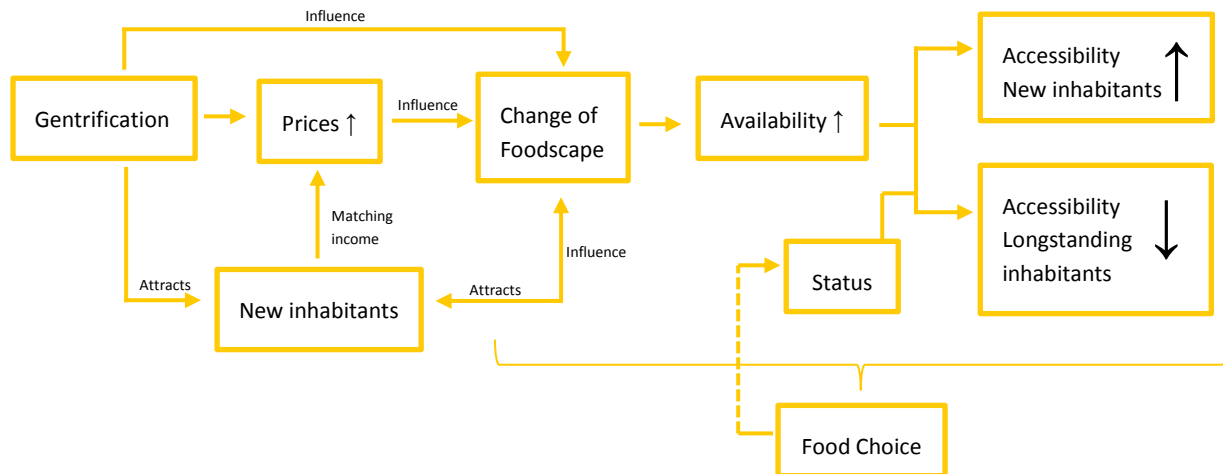 Influence
Accessibility
New inhabitants ↑
Gentrification
Prices ↑
Influence
Change of
Foodscape
Availability ↑
Matching
income
Influence
Accessibility
Longstanding
inhabitants ↓
Attracts
New inhabitants
Attracts
Status
Food Choice